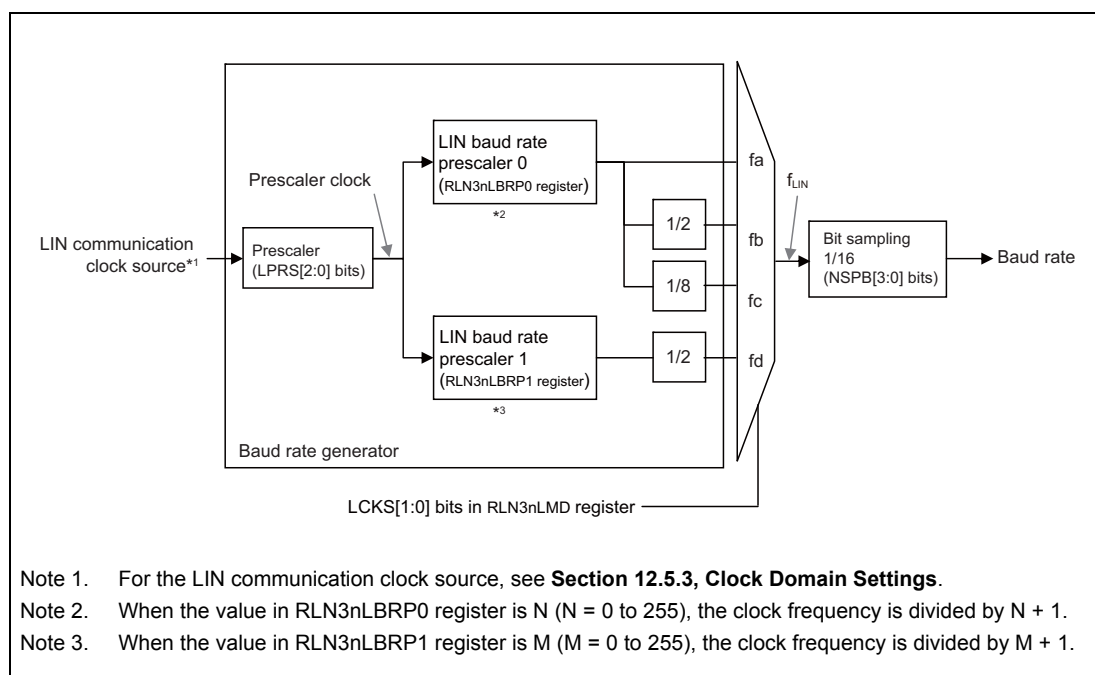 LIN baud rate
prescaler 0
(RLN3nLBRP0 register)
*2
Prescaler clock
LIN communication
clock source*1
Prescaler
(LPRS[2:0] bits)
LIN baud rate
prescaler 1
(RLN3nLBRP1 register)
*3
1/2
1/8
1/2
fa
fb
fc
fd
fLIN
Bit sampling
1/16
(NSPB[3:0] bits)
Baud rate
Baud rate generator
LCKS[1:0] bits in RLN3nLMD register
Note 1. For the LIN communication clock source, see Section 12.5.3, Clock Domain Settings.
Note 2. When the value in RLN3nLBRP0 register is N (N = 0 to 255), the clock frequency is divided by N + 1.
Note 3. When the value in RLN3nLBRP1 register is M (M = 0 to 255), the clock frequency is divided by M + 1.